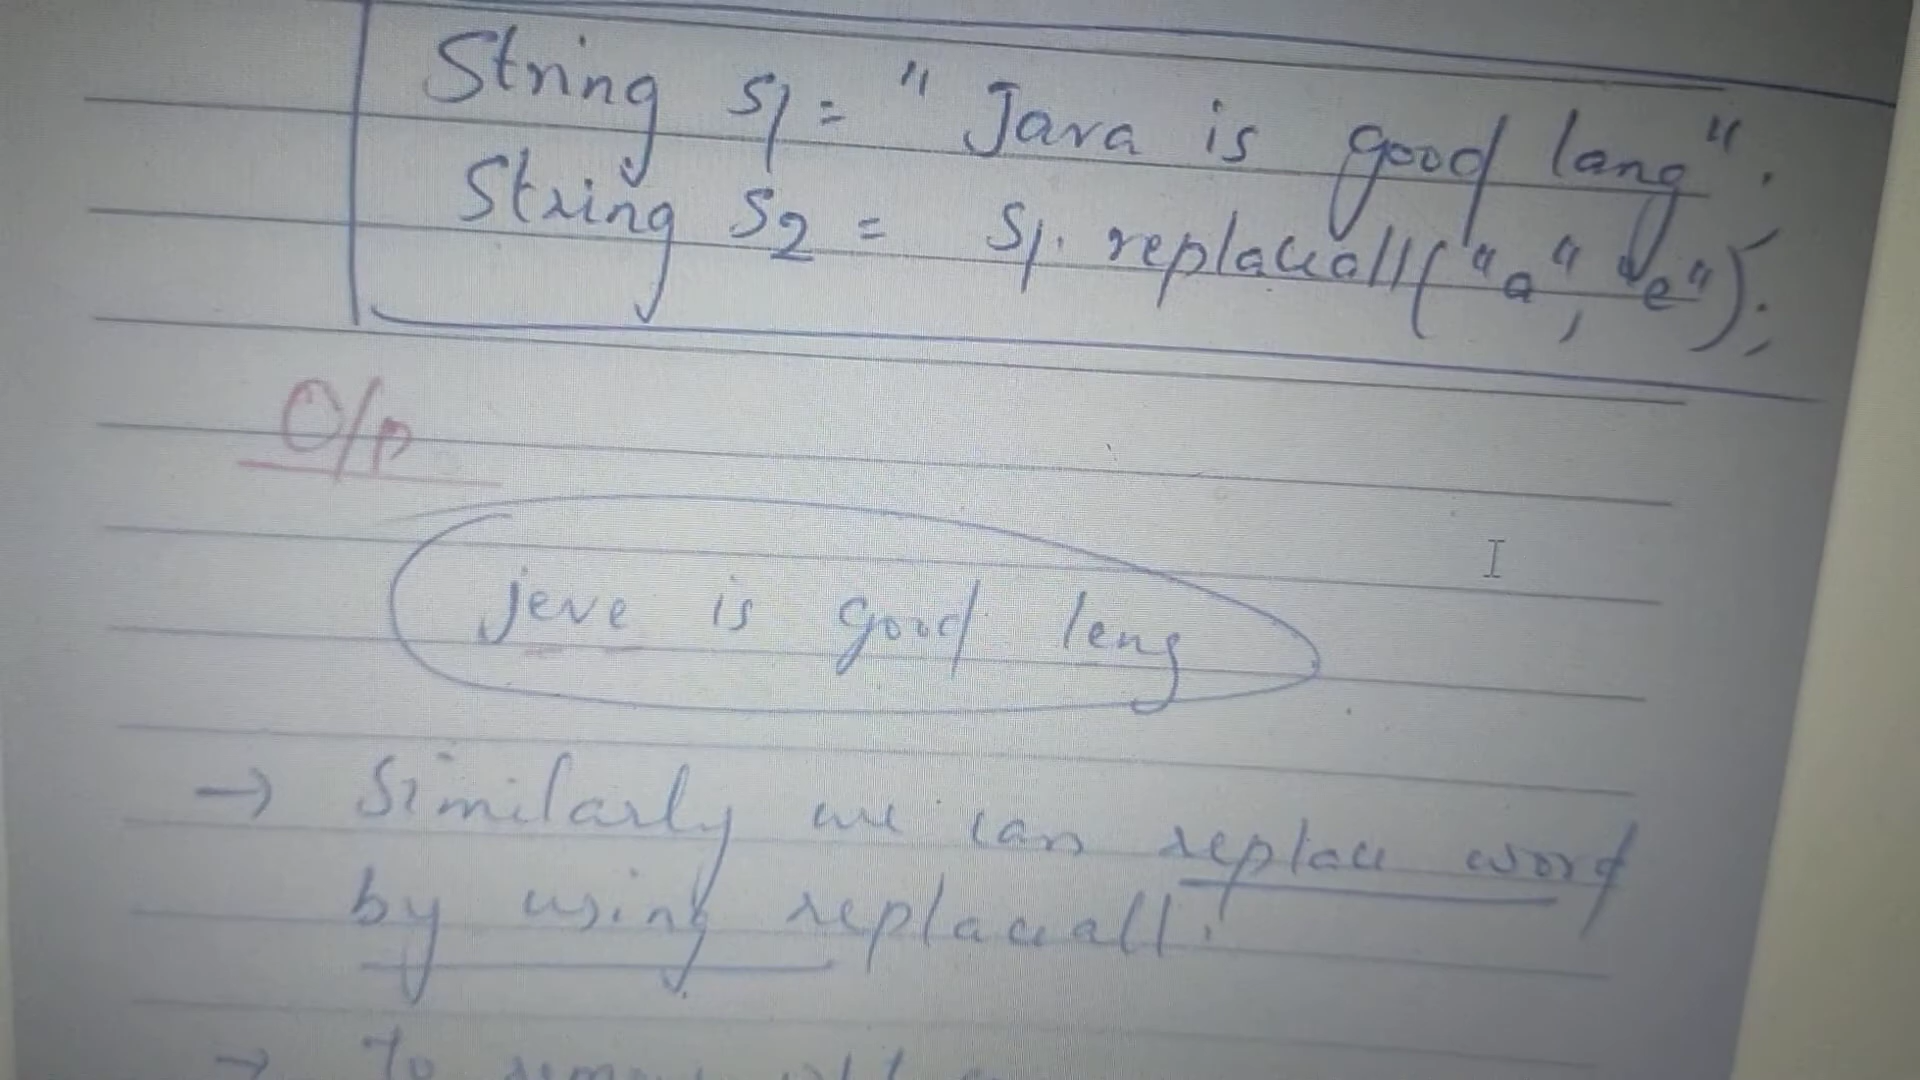 String s1 = "Java is good lang";
String s2 = s1.replaceall("a", "e");
O/p
jeve is good leng
→ Similarly we can replace word
by using replaceall.
→ To